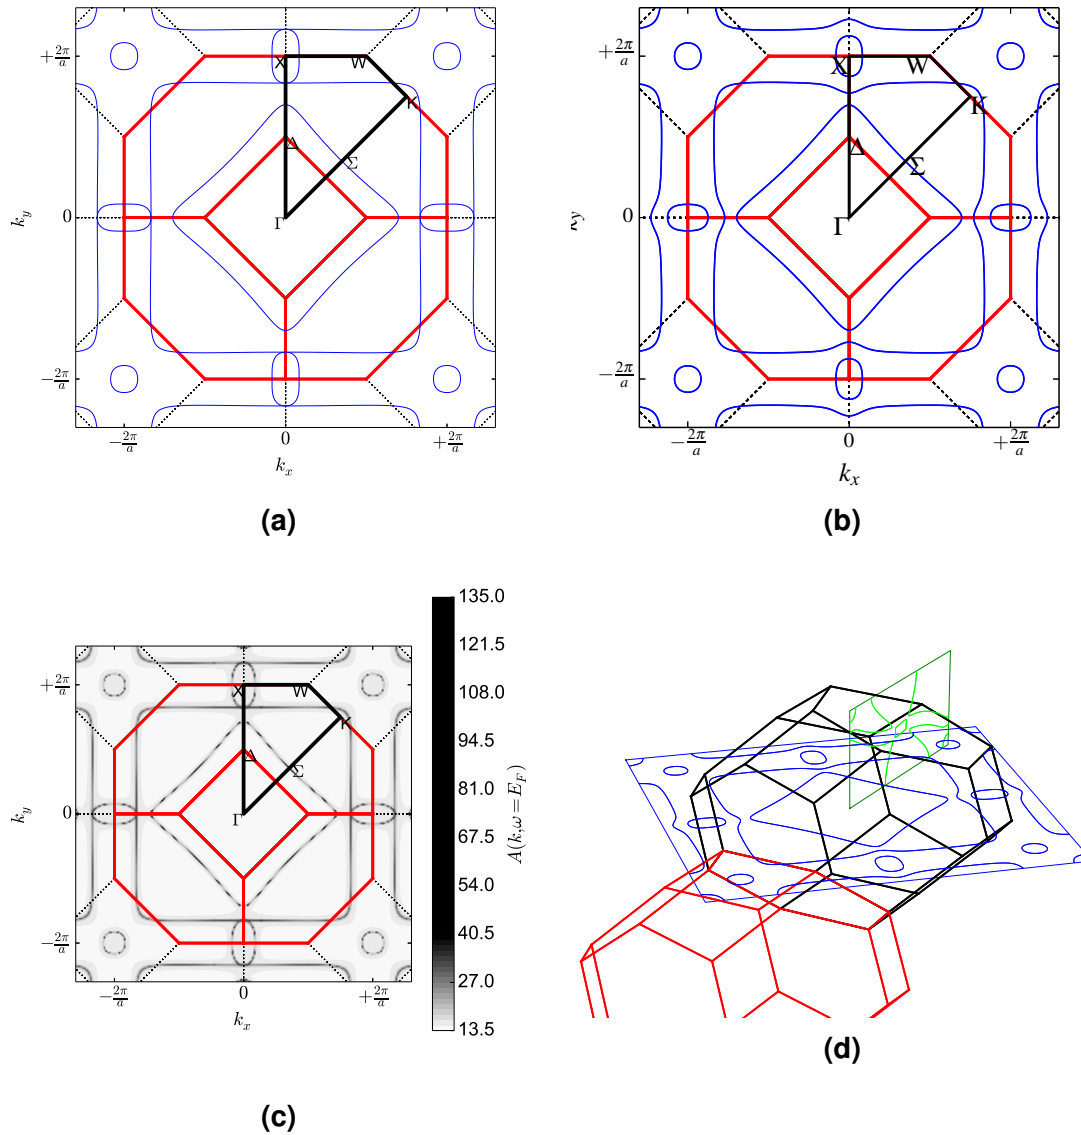 +2π/a
X
W
K
Δ
Σ
k_y
0
Γ
−2π/a
−2π/a
0
+2π/a
k_x
(a)
+2π/a
X
W
K
Δ
Σ
k_y
0
Γ
−2π/a
−2π/a
0
+2π/a
k_x
(b)
+2π/a
X
W
K
Δ
Σ
k_y
0
Γ
−2π/a
−2π/a
0
+2π/a
k_x
135.0
121.5
108.0
94.5
81.0
67.5
54.0
40.5
27.0
13.5
A(k,ω=E_F)
(c)
(d)